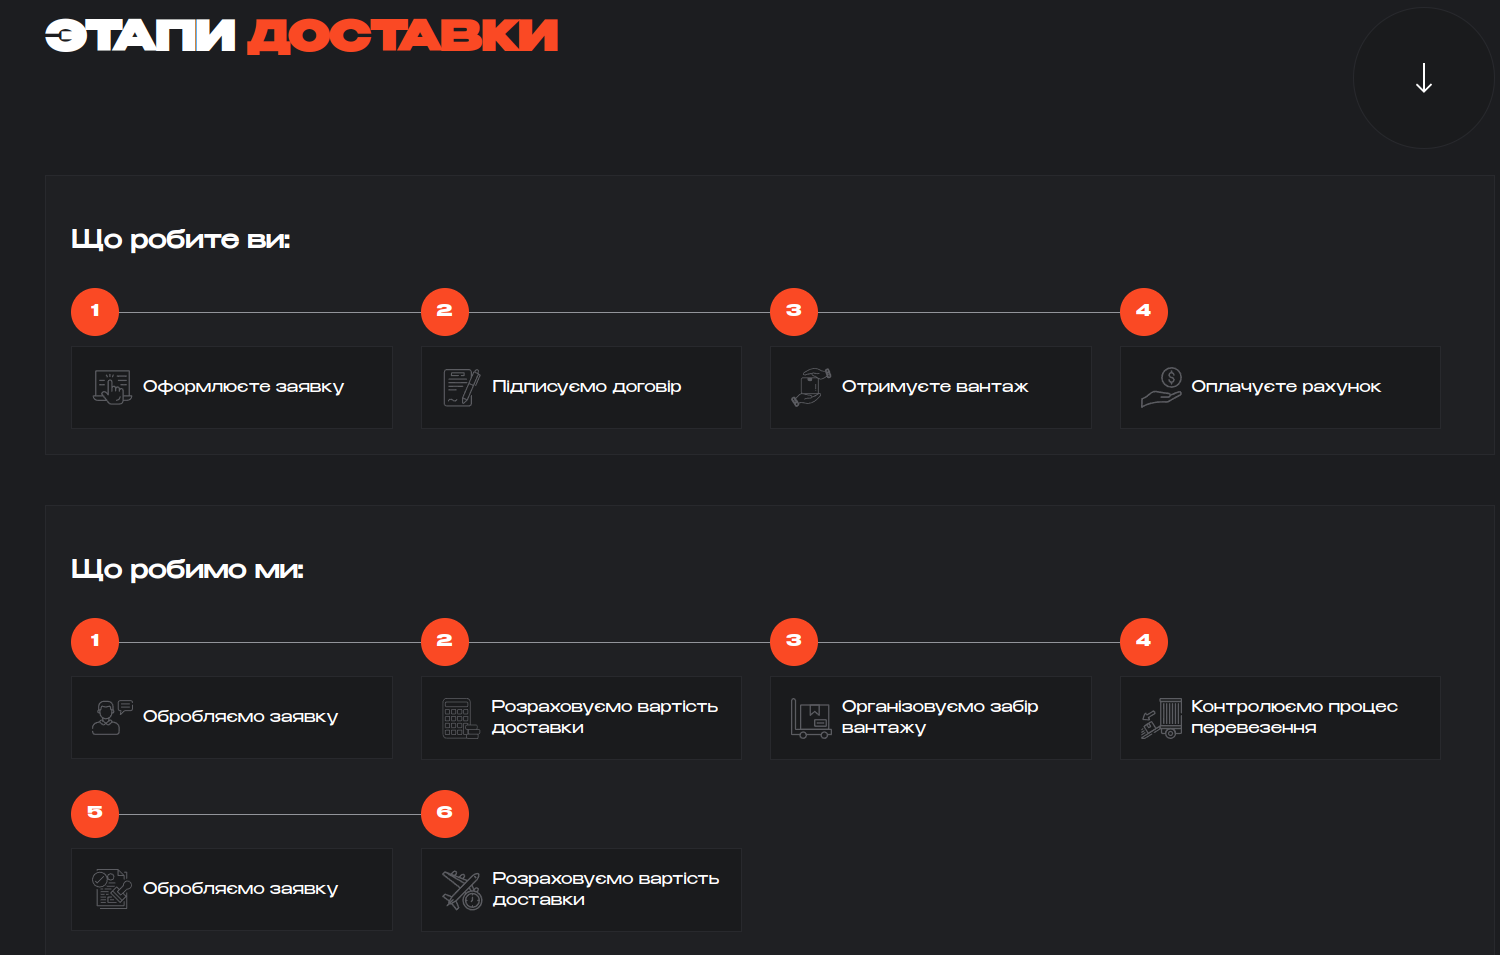 ЭТАПИ ДОСТАВКИ
Що робите ви:
1
2
3
4
Оформлюєте заявку
Підписуємо договір
Отримуєте вантаж
Оплачуєте рахунок
Що робимо ми:
1
2
3
4
Обробляємо заявку
Розраховуємо вартість
доставки
Організовуємо забір
вантажу
Контролюємо процес
перевезення
5
6
Обробляємо заявку
Розраховуємо вартість
доставки